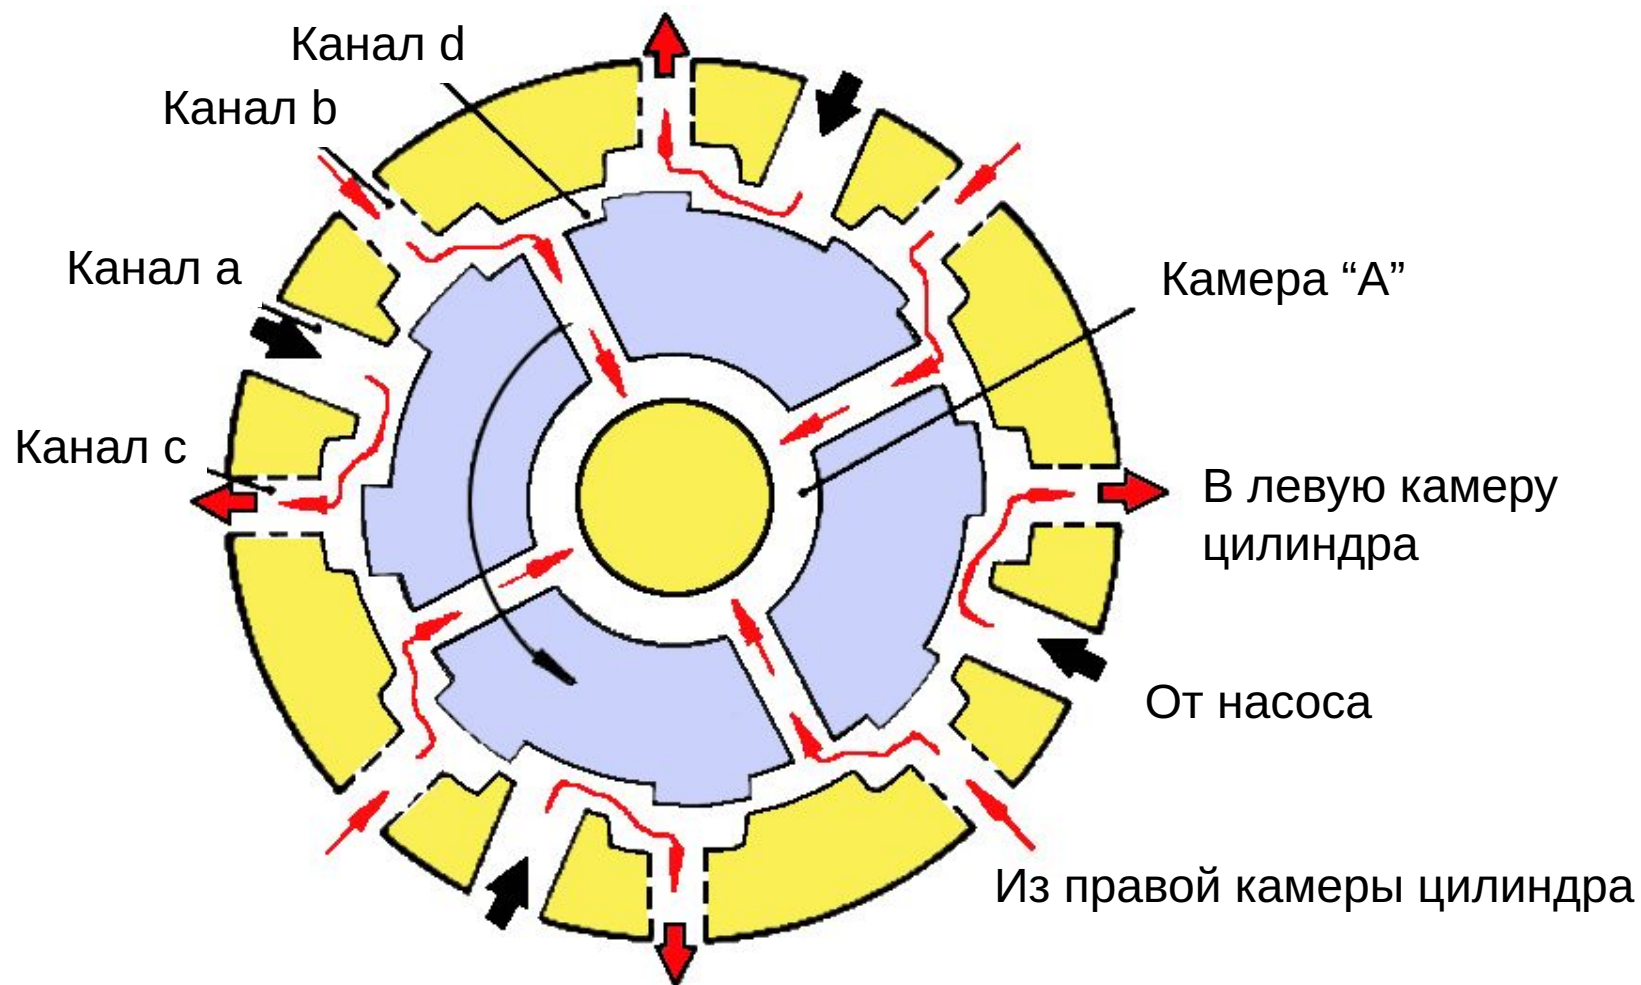 Канал d
Канал b
Канал a
Камера “А”
Канал c
В левую камеру
цилиндра
От насоса
Из правой камеры цилиндра